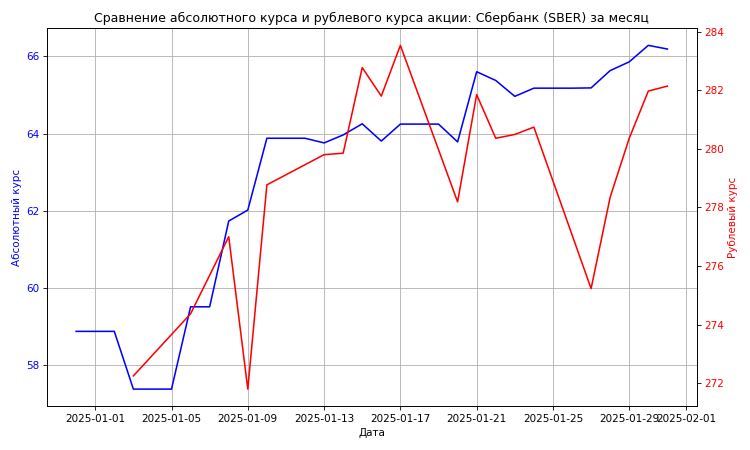 Сравнение абсолютного курса и рублевого курса акции: Сбербанк (SBER) за месяц
Абсолютный курс
66
64
62
60
58
284
282
280
278
276
274
272
Рублевый курс
2025-01-01 2025-01-05 2025-01-09 2025-01-13 2025-01-17 2025-01-21 2025-01-25 2025-01-29 2025-02-01
Дата